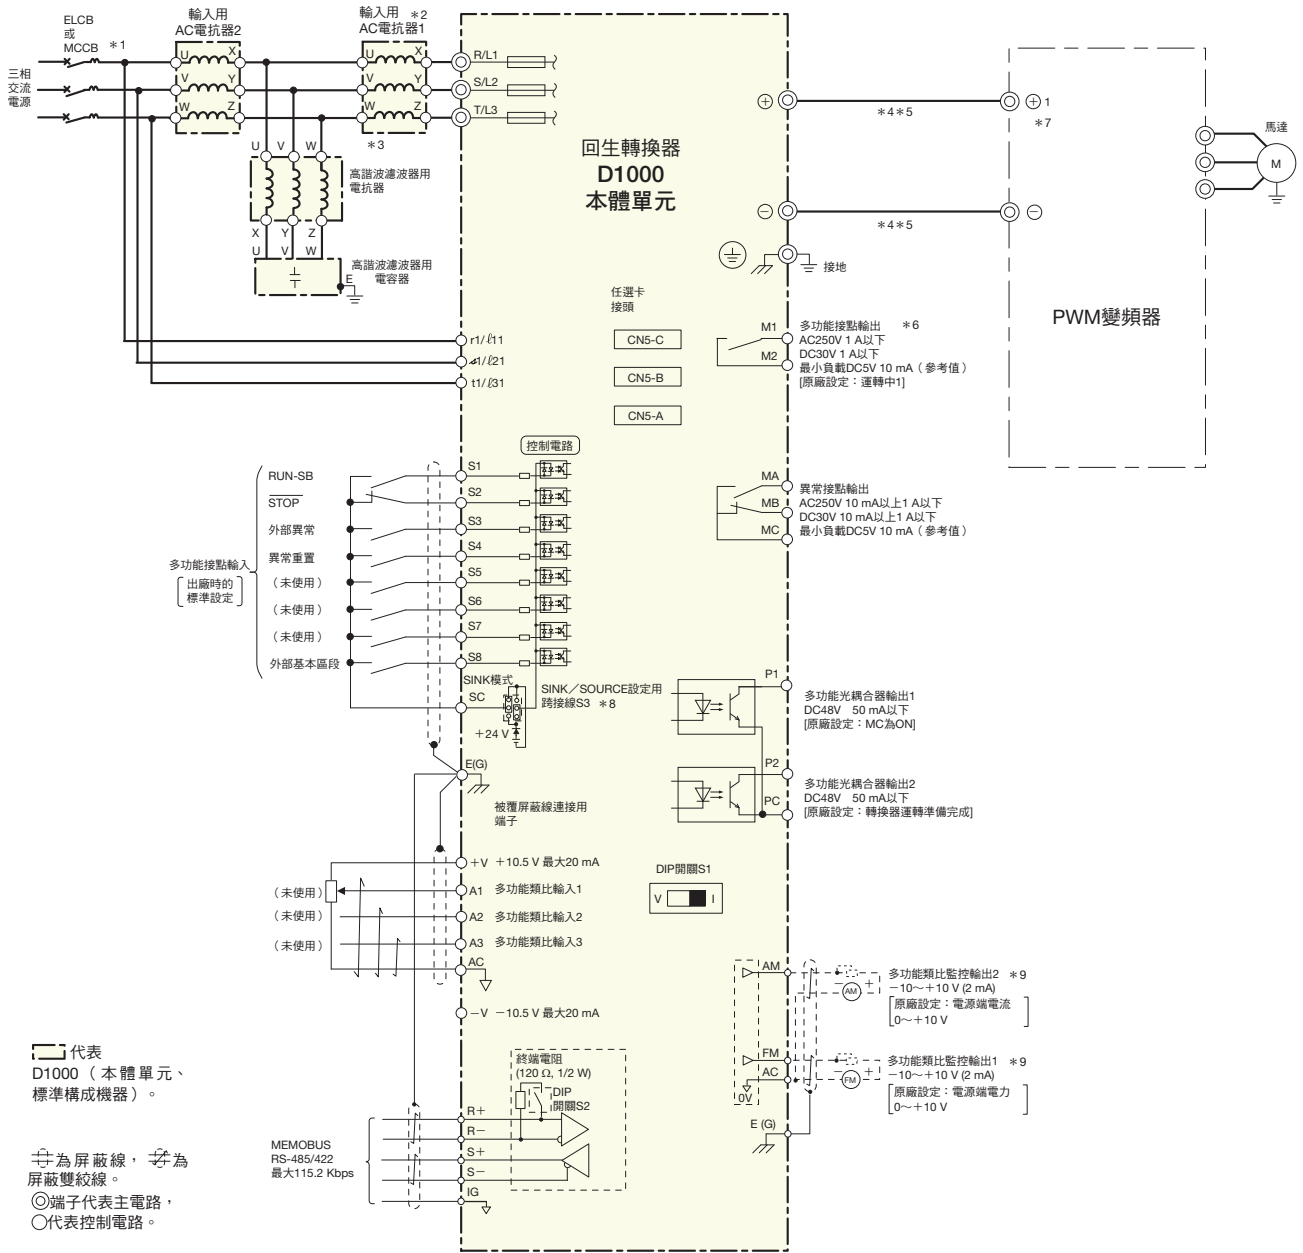 ELCB
或
MCCB ＊1
三相
交流
電源
輸入用
AC電抗器2
輸入用 ＊2
AC電抗器1
U X
V Y
W Z
U X
V Y
W Z
＊3
R/L1
S/L2
T/L3
U V W
高諧波濾波器用
電抗器
X Y Z
U V W
高諧波濾波器用
電容器
E
r1/ℓ11
1/ℓ21
t1/ℓ31
回生轉換器
D1000
本體單元
＋
－
＊4＊5
＊4＊5
＋1
＊7
－
馬達
M
PWM變頻器
接地
任選卡
接頭
CN5-C
CN5-B
CN5-A
M1
M2
多功能接點輸出 ＊6
AC250V 1 A以下
DC30V 1 A以下
最小負載DC5V 10 mA（參考值）
[原廠設定：運轉中1]
MA
MB
MC
異常接點輸出
AC250V 10 mA以上1 A以下
DC30V 10 mA以上1 A以下
最小負載DC5V 10 mA（參考值）
控制電路
多功能接點輸入
出廠時的
標準設定
RUN-SB
STOP
外部異常
異常重置
（未使用）
（未使用）
（未使用）
外部基本區段
S1
S2
S3
S4
S5
S6
S7
S8
SINK模式
SC
+24 V
SINK／SOURCE設定用
跨接線S3 ＊8
E(G)
被覆屏蔽線連接用
端子
P1
多功能光耦合器輸出1
DC48V 50 mA以下
[原廠設定：MC為ON]
P2
PC
多功能光耦合器輸出2
DC48V 50 mA以下
[原廠設定：轉換器運轉準備完成]
DIP開關S1
V I
（未使用）
（未使用）
（未使用）
+V +10.5 V 最大20 mA
A1 多功能類比輸入1
A2 多功能類比輸入2
A3 多功能類比輸入3
AC
－V －10.5 V 最大20 mA
AM
－ +
AM
多功能類比監控輸出2 ＊9
－10～＋10 V (2 mA)
原廠設定：電源端電流
0～＋10 V
FM
AC
0V
－ +
FM
多功能類比監控輸出1 ＊9
－10～＋10 V (2 mA)
原廠設定：電源端電力
0～＋10 V
E (G)
終端電阻
(120 Ω, 1/2 W)
DIP
開關S2
MEMOBUS
RS-485/422
最大115.2 Kbps
R+
R－
S+
S－
IG
代表
D1000（本體單元、
標準構成機器）。
為屏蔽線，為
屏蔽雙絞線。
◎端子代表主電路，
○代表控制電路。